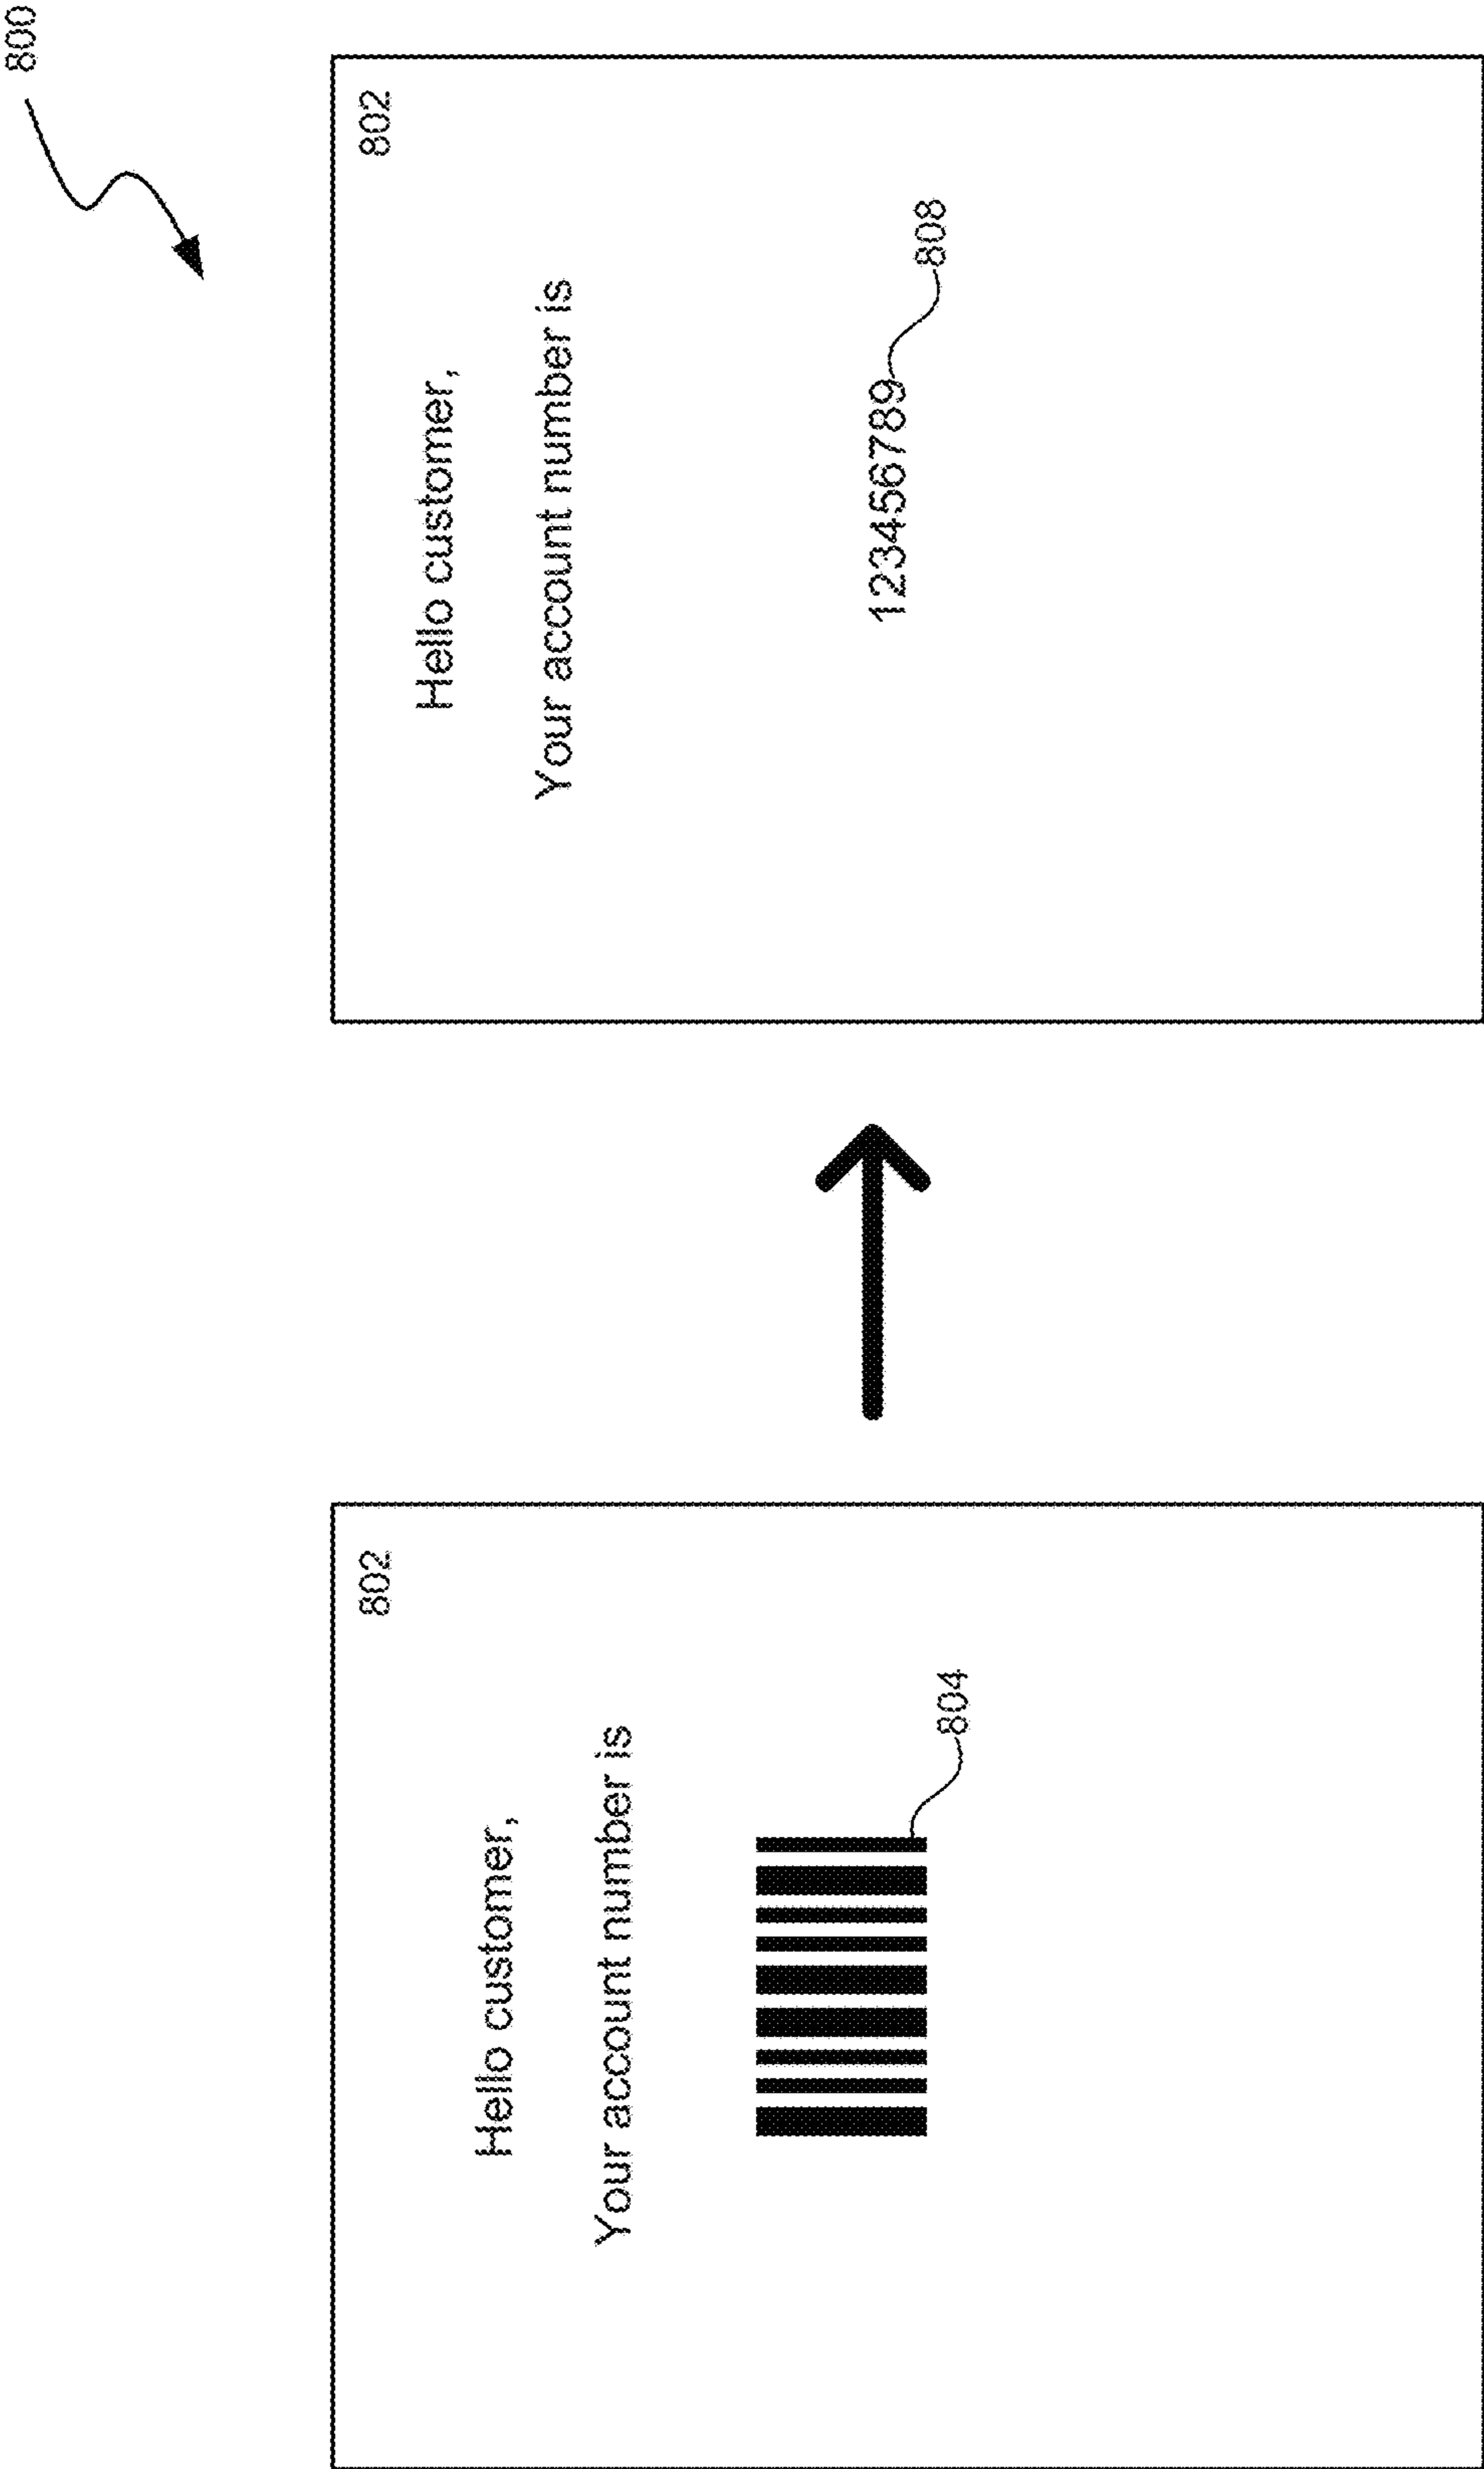 800
802
Hello customer,
Your account number is
804
802
Hello customer,
Your account number is
123456789
808